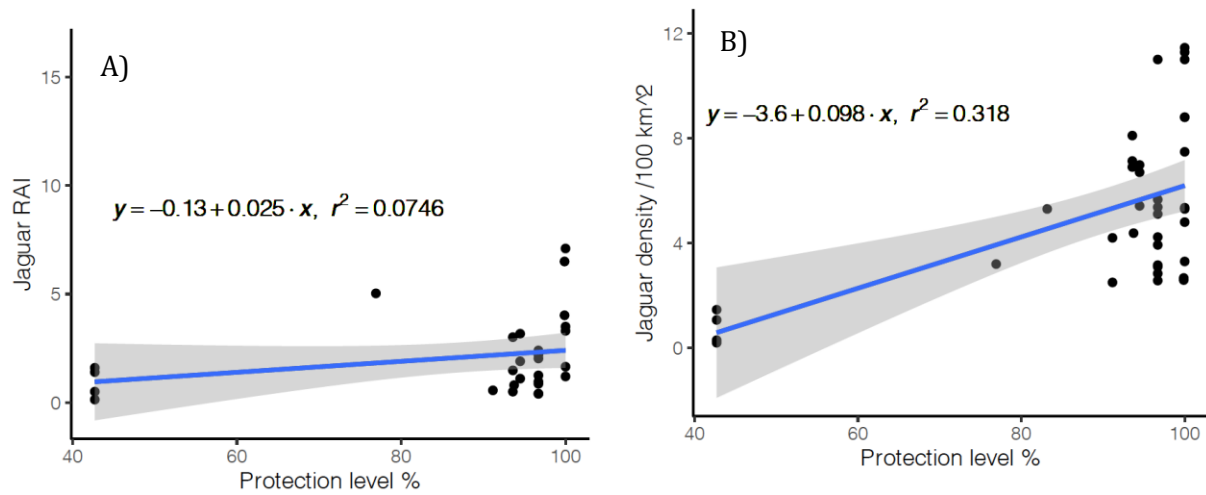 A)
Jaguar RAI
15
10
5
0
y = −0.13 + 0.025 · x, r² = 0.0746
40 60 80 100
Protection level %
B)
Jaguar density /100 km^2
12
8
4
0
y = −3.6 + 0.098 · x, r² = 0.318
40 60 80 100
Protection level %